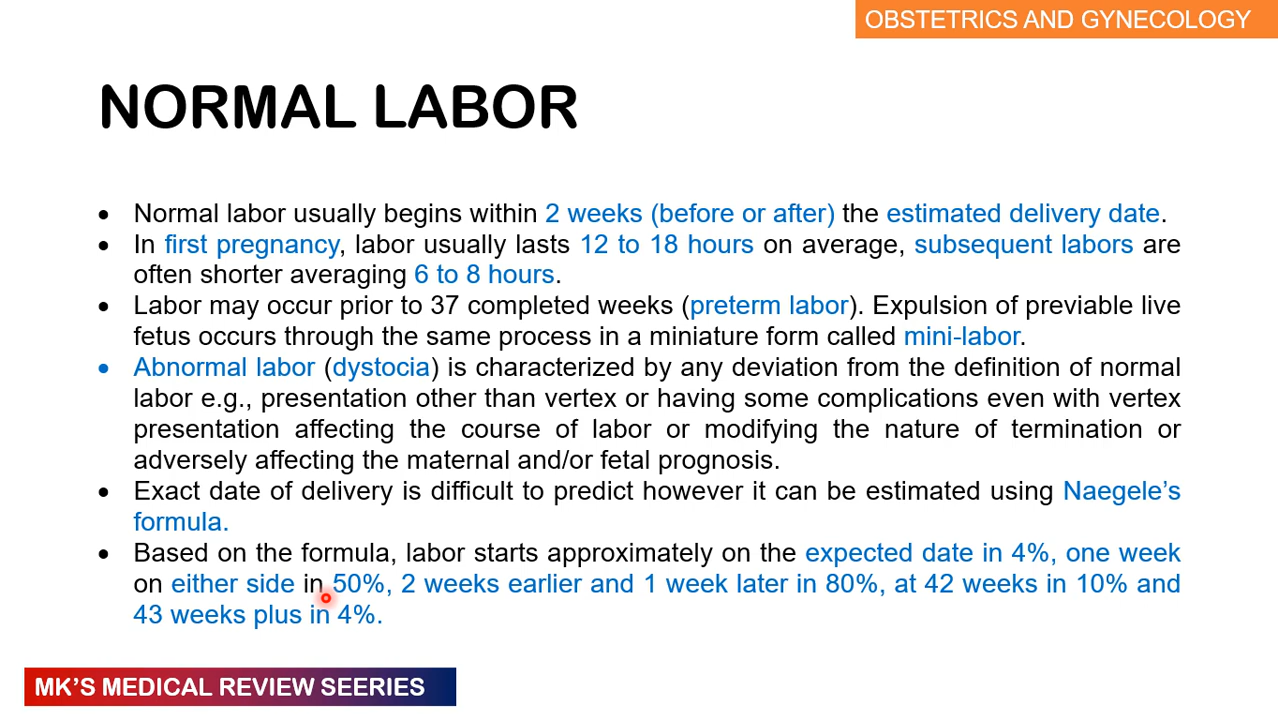 OBSTETRICS AND GYNECOLOGY
NORMAL LABOR
• Normal labor usually begins within 2 weeks (before or after) the estimated delivery date.
• In first pregnancy, labor usually lasts 12 to 18 hours on average, subsequent labors are
often shorter averaging 6 to 8 hours.
• Labor may occur prior to 37 completed weeks (preterm labor). Expulsion of previable live
fetus occurs through the same process in a miniature form called mini-labor.
• Abnormal labor (dystocia) is characterized by any deviation from the definition of normal
labor e.g., presentation other than vertex or having some complications even with vertex
presentation affecting the course of labor or modifying the nature of termination or
adversely affecting the maternal and/or fetal prognosis.
• Exact date of delivery is difficult to predict however it can be estimated using Naegele’s
formula.
• Based on the formula, labor starts approximately on the expected date in 4%, one week
on either side in 50%, 2 weeks earlier and 1 week later in 80%, at 42 weeks in 10% and
43 weeks plus in 4%.
MK’S MEDICAL REVIEW SEERIES